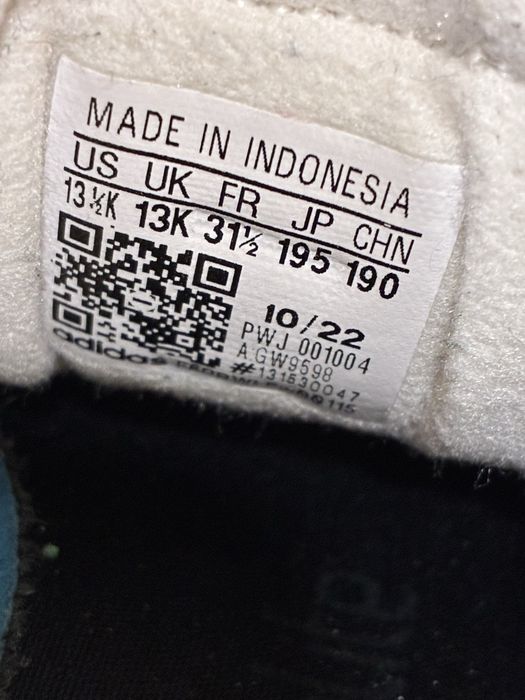 MADE IN INDONESIA
US UK FR JP CHN
13½K 13K 31½ 195 190
10/22
PWJ 001004
AGW9598
#131530047
adidas